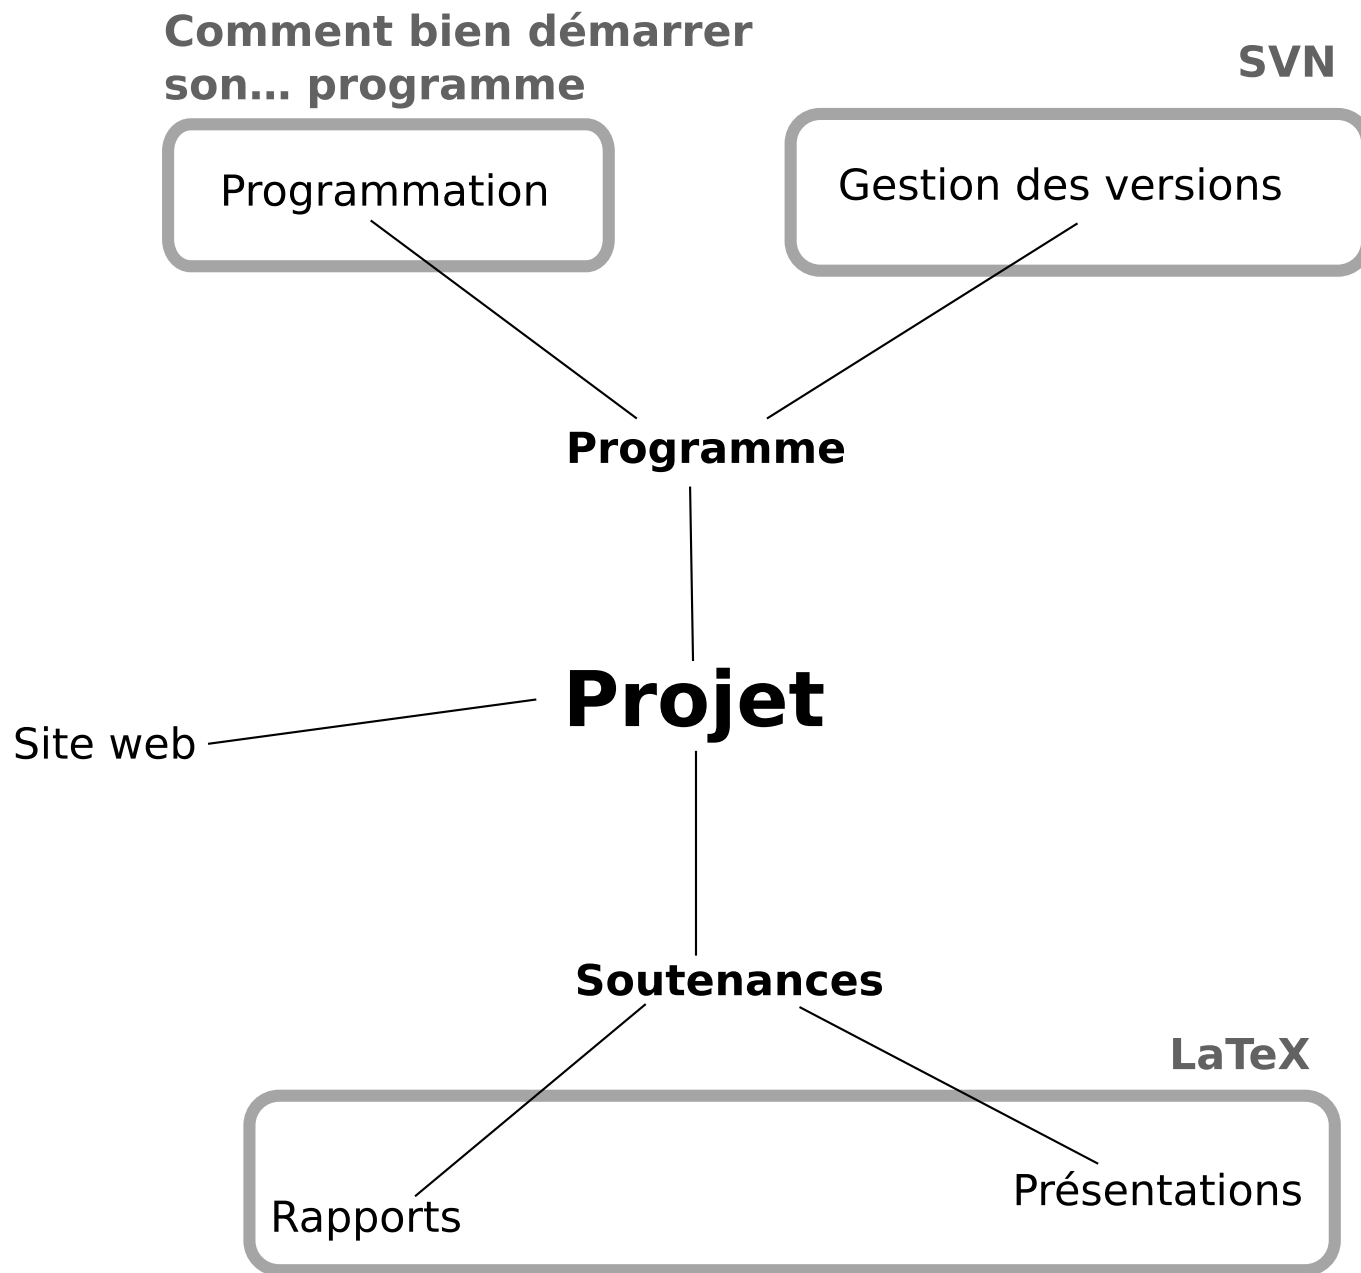 Comment bien démarrer
son... programme
SVN
Programmation
Gestion des versions
Programme
Projet
Site web
Soutenances
LaTeX
Présentations
Rapports